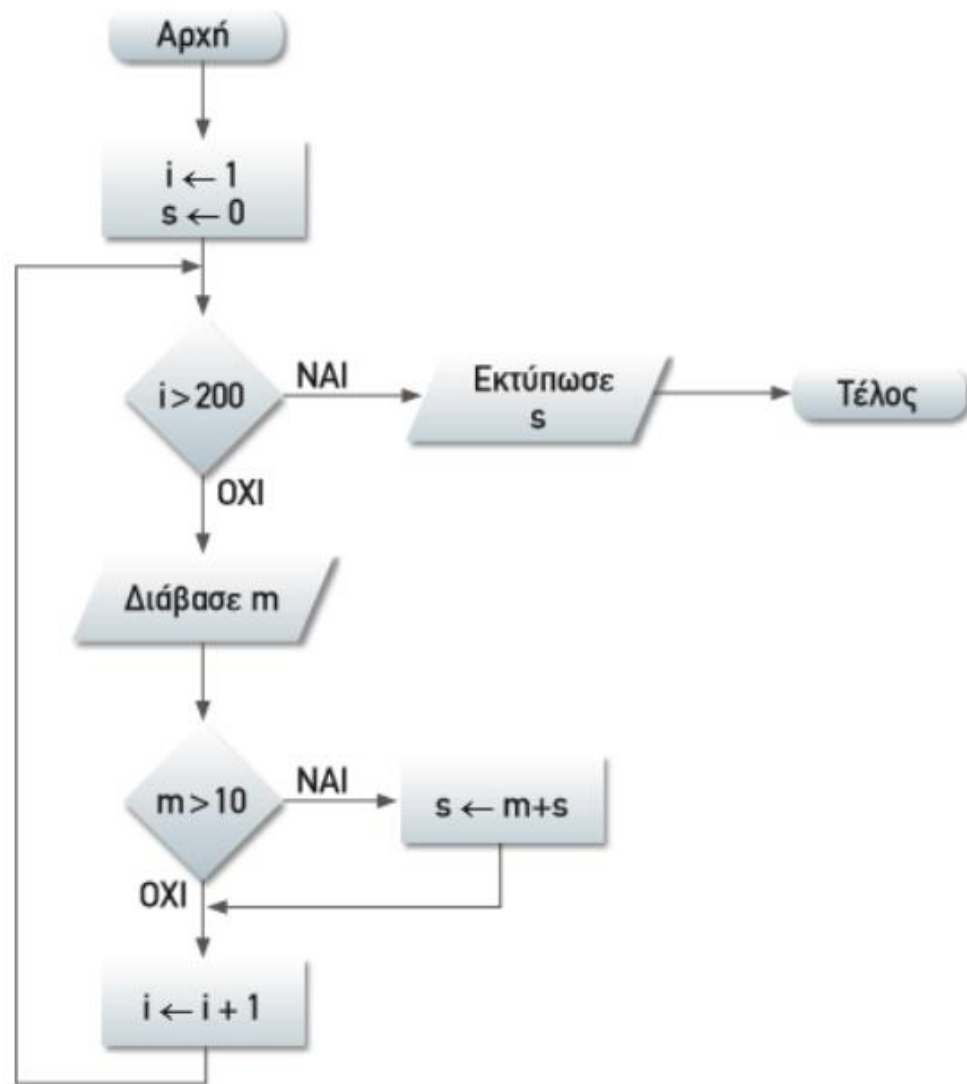 Αρχή
i ← 1
s ← 0
i > 200
ΝΑΙ
Εκτύπωσε
s
Τέλος
ΟΧΙ
Διάβασε m
m > 10
ΝΑΙ
s ← m+s
ΟΧΙ
i ← i + 1